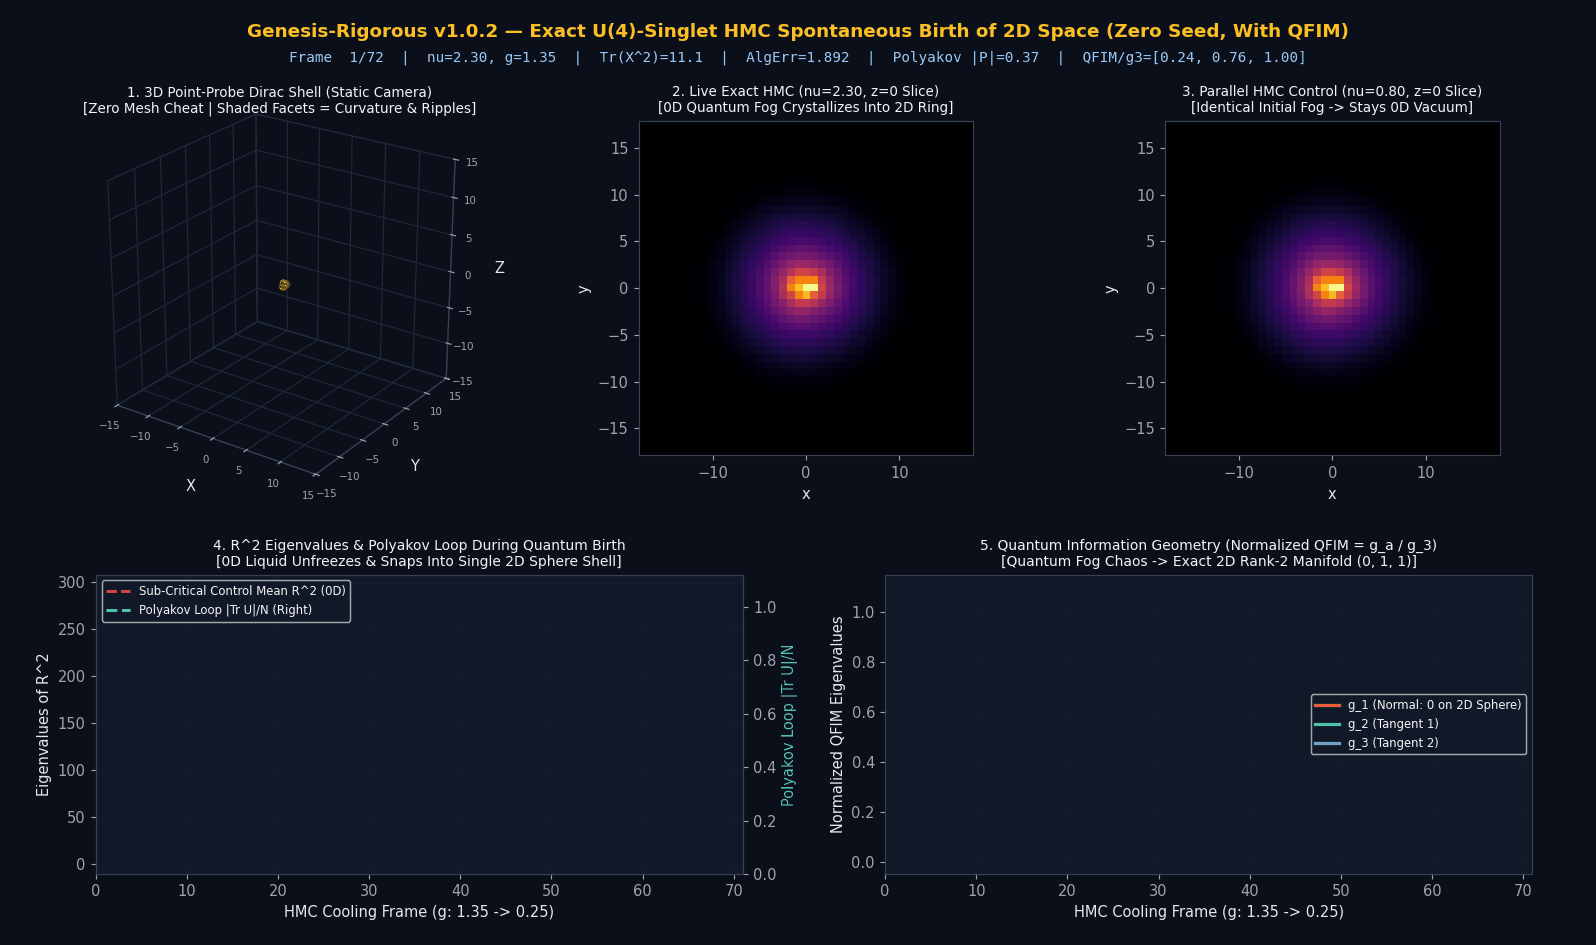 Genesis-Rigorous v1.0.2 — Exact U(4)-Singlet HMC Spontaneous Birth of 2D Space (Zero Seed, With QFIM)
Frame  1/72  |  nu=2.30, g=1.35  |  Tr(X^2)=11.1  |  AlgErr=1.892  |  Polyakov |P|=0.37  |  QFIM/g3=[0.24, 0.76, 1.00]
1. 3D Point-Probe Dirac Shell (Static Camera)
[Zero Mesh Cheat | Shaded Facets = Curvature & Ripples]
15
10
5
0
−5
−10
−15
Z
−15
−10
−5
0
5
10
15
X
−15
−10
−5
0
5
10
15
Y
2. Live Exact HMC (nu=2.30, z=0 Slice)
[0D Quantum Fog Crystallizes Into 2D Ring]
15
10
5
0
−5
−10
−15
y
−10
0
10
x
3. Parallel HMC Control (nu=0.80, z=0 Slice)
[Identical Initial Fog -> Stays 0D Vacuum]
15
10
5
0
−5
−10
−15
y
−10
0
10
x
4. R^2 Eigenvalues & Polyakov Loop During Quantum Birth
[0D Liquid Unfreezes & Snaps Into Single 2D Sphere Shell]
Sub-Critical Control Mean R^2 (0D)
Polyakov Loop |Tr U|/N (Right)
300
250
200
150
100
50
0
Eigenvalues of R^2
1.0
0.8
0.6
0.4
0.2
0.0
Polyakov Loop |Tr U|/N
0
10
20
30
40
50
60
70
HMC Cooling Frame (g: 1.35 -> 0.25)
5. Quantum Information Geometry (Normalized QFIM = g_a / g_3)
[Quantum Fog Chaos -> Exact 2D Rank-2 Manifold (0, 1, 1)]
1.0
0.8
0.6
0.4
0.2
0.0
Normalized QFIM Eigenvalues
g_1 (Normal: 0 on 2D Sphere)
g_2 (Tangent 1)
g_3 (Tangent 2)
0
10
20
30
40
50
60
70
HMC Cooling Frame (g: 1.35 -> 0.25)